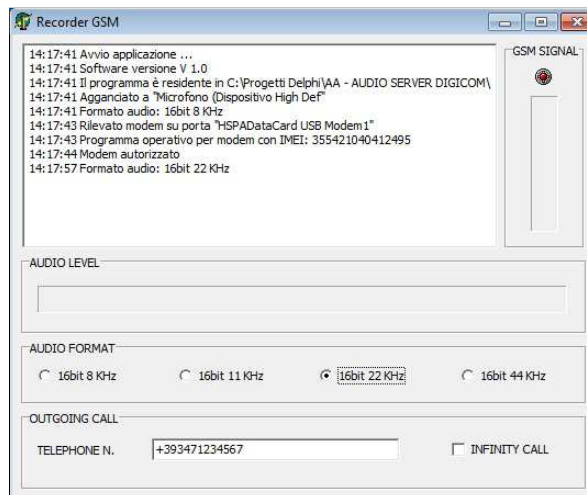 Recorder GSM
14:17:41 Avvio applicazione ...
14:17:41 Software versione V 1.0
14:17:41 Il programma è residente in C:\Progetti Delphi\AA - AUDIO SERVER DIGICOM\
14:17:41 Agganciato a "Microfono (Dispositivo High Def"
14:17:41 Formato audio: 16bit 8 KHz
14:17:43 Rilevato modem su porta "HSPADataCard USB Modem1"
14:17:43 Programma operativo per modem con IMEI: 355421040412495
14:17:44 Modem autorizzato
14:17:57 Formato audio: 16bit 22 KHz
GSM SIGNAL
AUDIO LEVEL
AUDIO FORMAT
16bit 8 KHz
16bit 11 KHz
16bit 22 KHz
16bit 44 KHz
OUTGOING CALL
TELEPHONE N.
+393471234567
INFINITY CALL